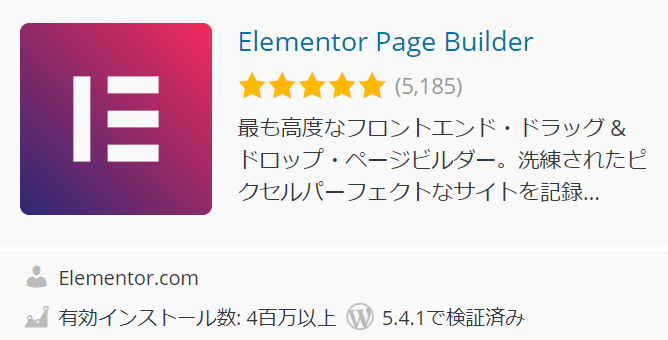 Elementor Page Builder
(5,185)
最も高度なフロントエンド・ドラッグ &
ドロップ・ページビルダー。洗練されたピ
クセルパーフェクトなサイトを記録...
Elementor.com
有効インストール数: 4百万以上 5.4.1で検証済み